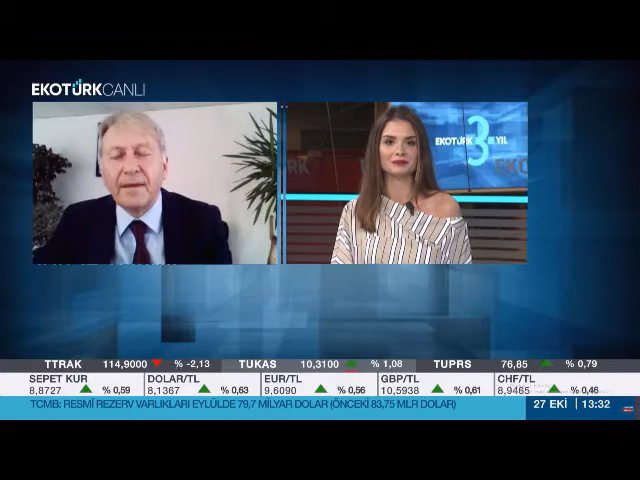 EKOTÜRK CANLI
EKOTÜRK 3. YIL
TTRAK 114,9000 % -2,13 TUKAS 10,3100 % 1,08 TUPRS 76,85 % 0,79
SEPET KUR DOLAR/TL EUR/TL GBP/TL CHF/TL
8,8727 % 0,59 8,1367 % 0,63 9,6090 % 0,56 10,5938 % 0,61 8,9465 % 0,46
TCMB: RESMİ REZERV VARLIKLARI EYLÜLDE 79,7 MİLYAR DOLAR (ÖNCEKİ 83,75 MLR DOLAR) 27 EKİ 13:32